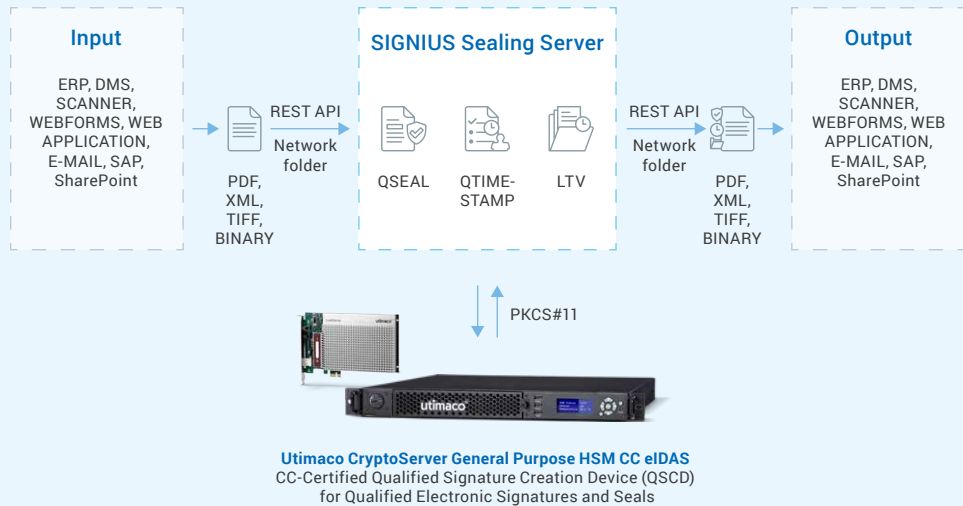 Input
ERP, DMS,
SCANNER,
WEBFORMS, WEB
APPLICATION,
E-MAIL, SAP,
SharePoint
PDF,
XML,
TIFF,
BINARY
REST API
Network
folder
SIGNIUS Sealing Server
QSEAL
QTIME-
STAMP
LTV
REST API
Network
folder
PDF,
XML,
TIFF,
BINARY
Output
ERP, DMS,
SCANNER,
WEBFORMS, WEB
APPLICATION,
E-MAIL, SAP,
SharePoint
PKCS#11
utimaco
utimaco
Utimaco CryptoServer General Purpose HSM CC eIDAS
CC-Certified Qualified Signature Creation Device (QSCD)
for Qualified Electronic Signatures and Seals